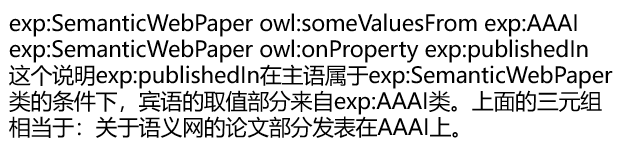 exp:SemanticWebPaper owl:someValuesFrom exp:AAAI
exp:SemanticWebPaper owl:onProperty exp:publishedIn
这个说明exp:publishedIn在主语属于exp:SemanticWebPaper
类的条件下，宾语的取值部分来自exp:AAAI类。上面的三元组
相当于：关于语义网的论文部分发表在AAAI上。